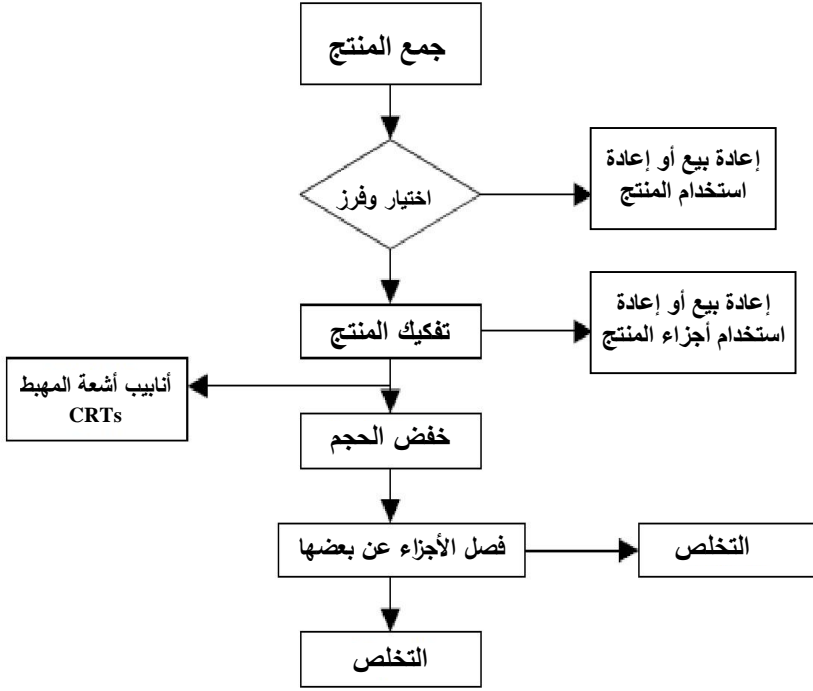 جمع المنتج
إعادة بيع أو إعادة
استخدام المنتج
اختيار وفرز
إعادة بيع أو إعادة
استخدام أجزاء المنتج
تفكيك المنتج
أنابيب أشعة المهبط
CRTs
خفض الحجم
فصل الأجزاء عن بعضها
التخلص
التخلص